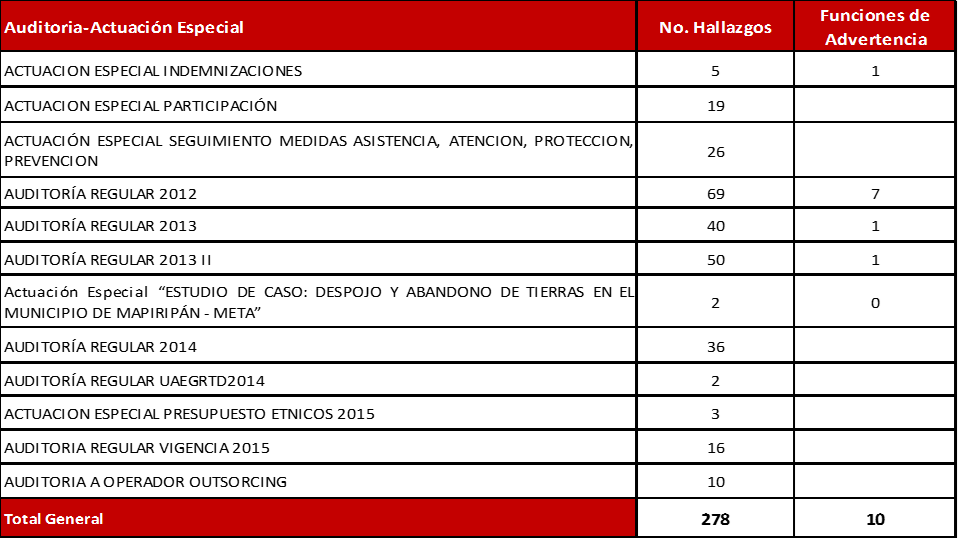 Auditoria-Actuación Especial No. Hallazgos Funciones de Advertencia
ACTUACION ESPECIAL INDEMNIZACIONES 5 1
ACTUACION ESPECIAL PARTICIPACIÓN 19
ACTUACIÓN ESPECIAL SEGUIMIENTO MEDIDAS ASISTENCIA, ATENCION, PROTECCION,
PREVENCION 26
AUDITORÍA REGULAR 2012 69 7
AUDITORÍA REGULAR 2013 40 1
AUDITORÍA REGULAR 2013 II 50 1
Actuación Especial “ESTUDIO DE CASO: DESPOJO Y ABANDONO DE TIERRAS EN EL
MUNICIPIO DE MAPIRIPÁN - META” 2 0
AUDITORÍA REGULAR 2014 36
AUDITORÍA REGULAR UAEGRTD2014 2
ACTUACION ESPECIAL PRESUPUESTO ETNICOS 2015 3
AUDITORIA REGULAR VIGENCIA 2015 16
AUDITORIA A OPERADOR OUTSORCING 10
Total General 278 10